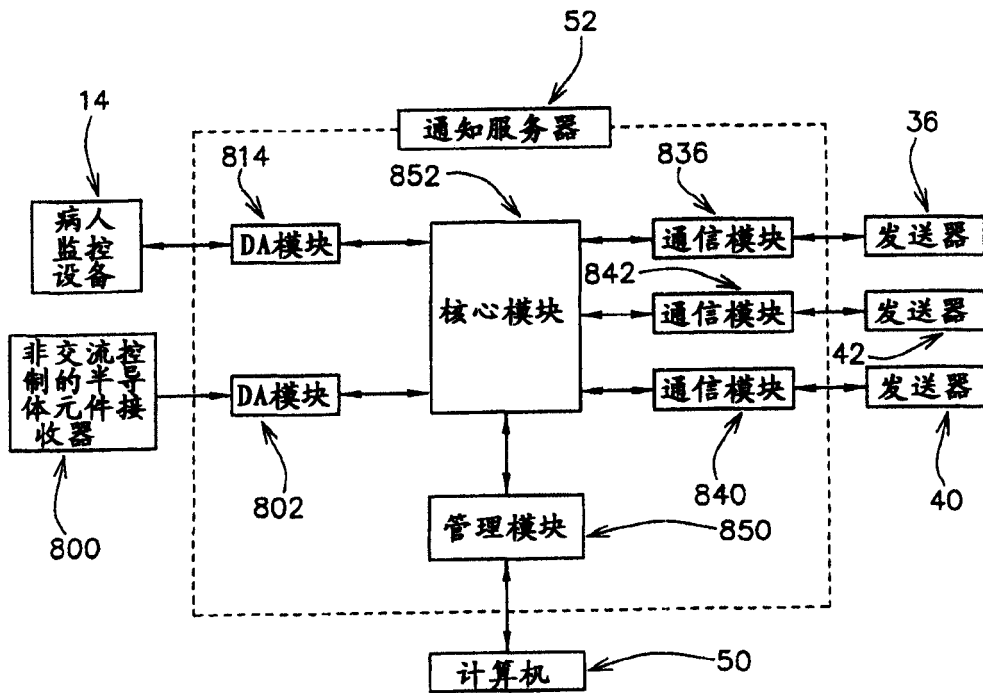 52
通知服务器
14
814
852
836
36
病人
监控
设备
DA模块
核心模块
通信模块
发送器
842
通信模块
发送器
42
非交流控
制的半导
体元件接
收器
DA模块
通信模块
发送器
800
802
840
40
管理模块
850
计算机
50